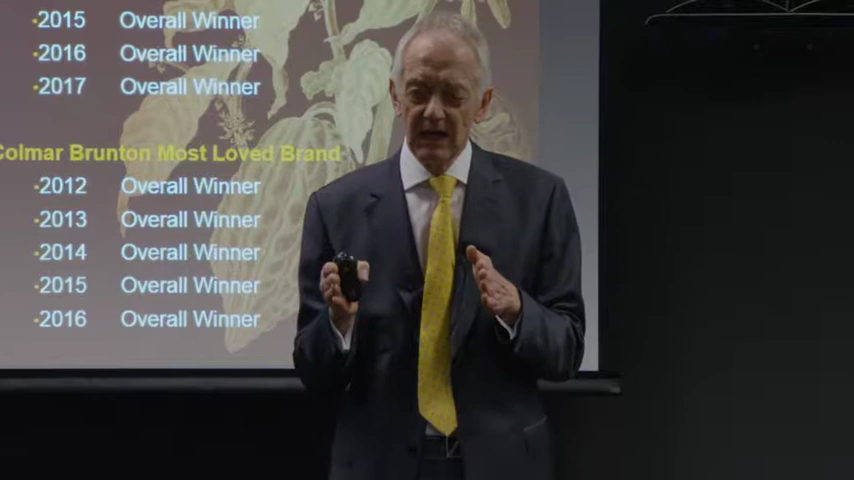 •2015 Overall Winner
•2016 Overall Winner
•2017 Overall Winner
Colmar Brunton Most Loved Brand
•2012 Overall Winner
•2013 Overall Winner
•2014 Overall Winner
•2015 Overall Winner
•2016 Overall Winner